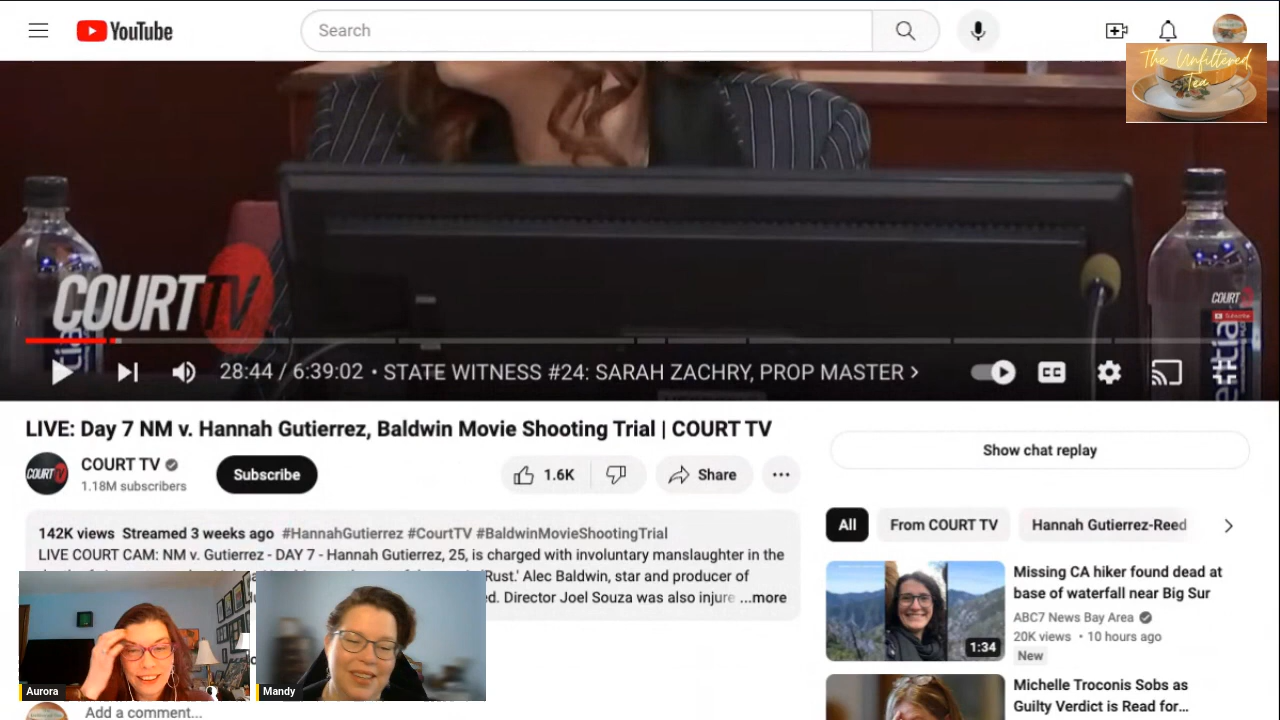 YouTube
Search
The Unfiltered
Tea
COURT TV
COURT
Subscribe
28:44 / 6:39:02 • STATE WITNESS #24: SARAH ZACHRY, PROP MASTER >
CC
LIVE: Day 7 NM v. Hannah Gutierrez, Baldwin Movie Shooting Trial | COURT TV
COURT TV
COURT TV
1.18M subscribers
Subscribe
1.6K
Share
Show chat replay
142K views Streamed 3 weeks ago #HannahGutierrez #CourtTV #BaldwinMovieShootingTrial
LIVE COURT CAM: NM v. Gutierrez - DAY 7 - Hannah Gutierrez, 25, is charged with involuntary manslaughter in the
'Rust.' Alec Baldwin, star and producer of
ed. Director Joel Souza was also injure ...more
All
From COURT TV
Hannah Gutierrez-Reed
Missing CA hiker found dead at
base of waterfall near Big Sur
ABC7 News Bay Area
20K views • 10 hours ago
New
1:34
Michelle Troconis Sobs as
Guilty Verdict is Read for...
Aurora
Mandy
Add a comment...